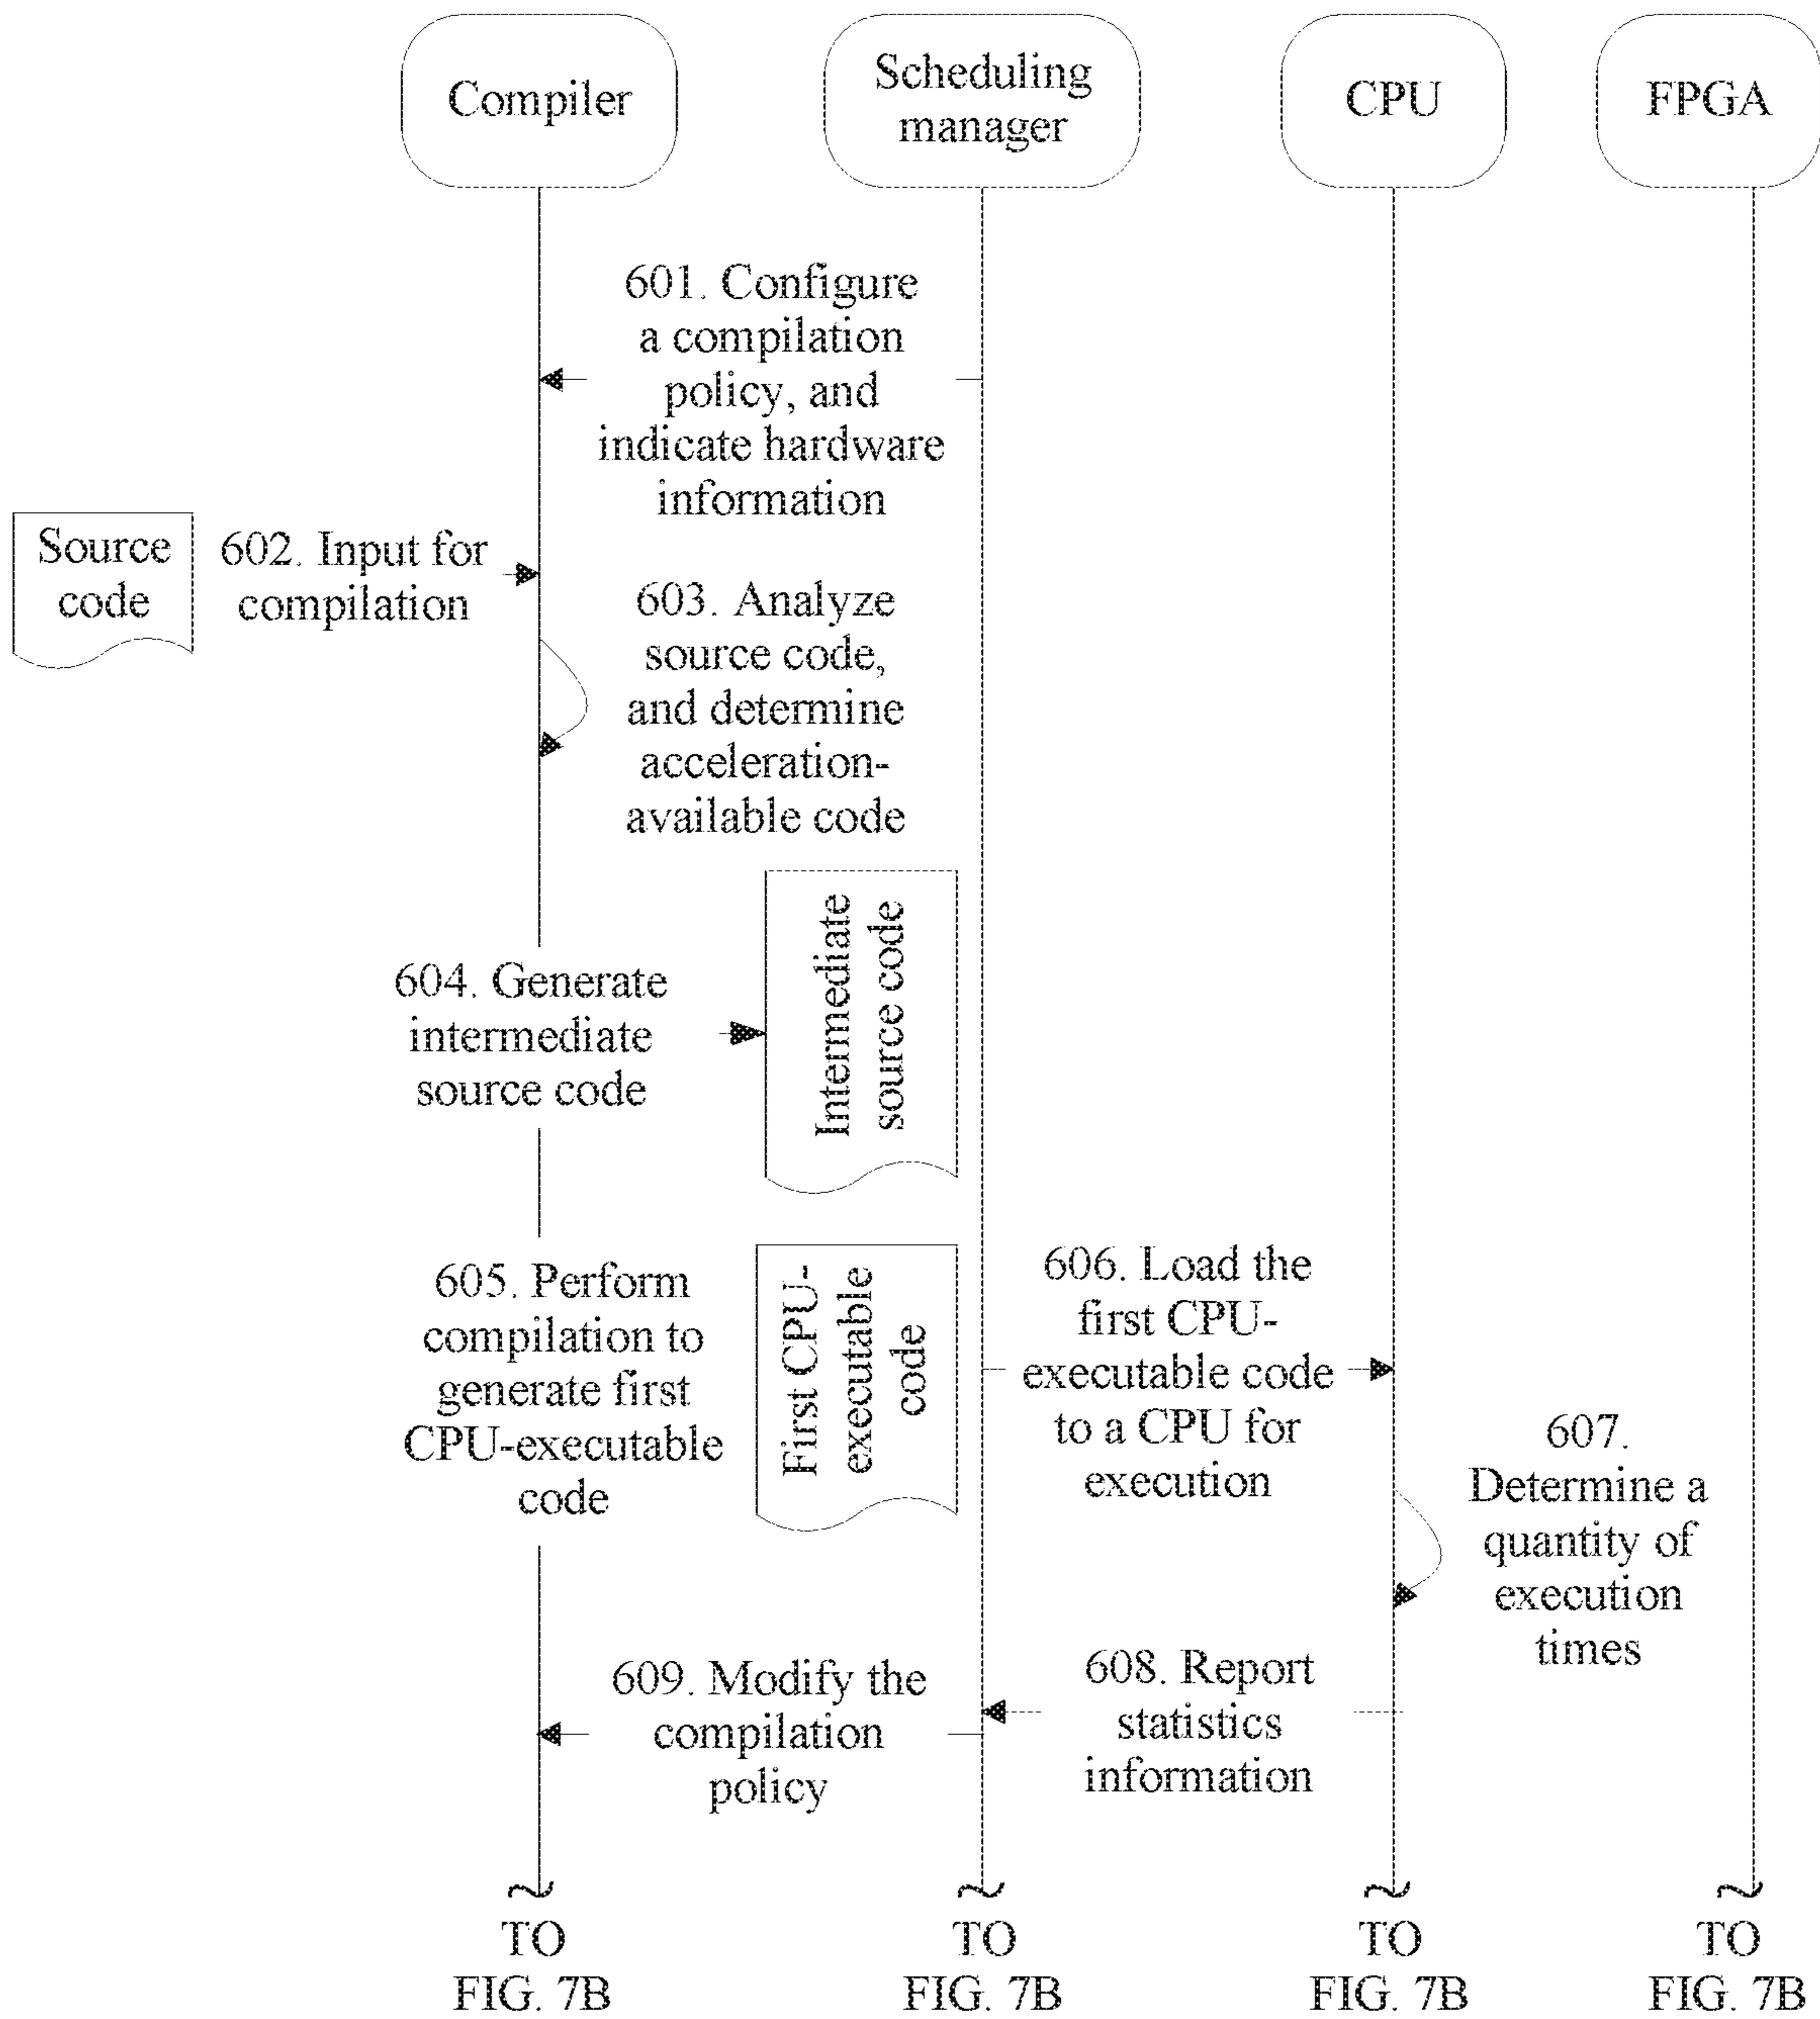 Compiler
Scheduling
manager
CPU
FPGA
601. Configure
a compilation
policy, and
indicate hardware
information
Source
code
602. Input for
compilation
603. Analyze
source code,
and determine
acceleration-
available code
604. Generate
intermediate
source code
Intermediate
source code
605. Perform
compilation to
generate first
CPU-executable
code
First CPU-
executable
code
606. Load the
first CPU-
executable code
to a CPU for
execution
607.
Determine a
quantity of
execution
times
608. Report
statistics
information
609. Modify the
compilation
policy
TO
FIG. 7B
TO
FIG. 7B
TO
FIG. 7B
TO
FIG. 7B